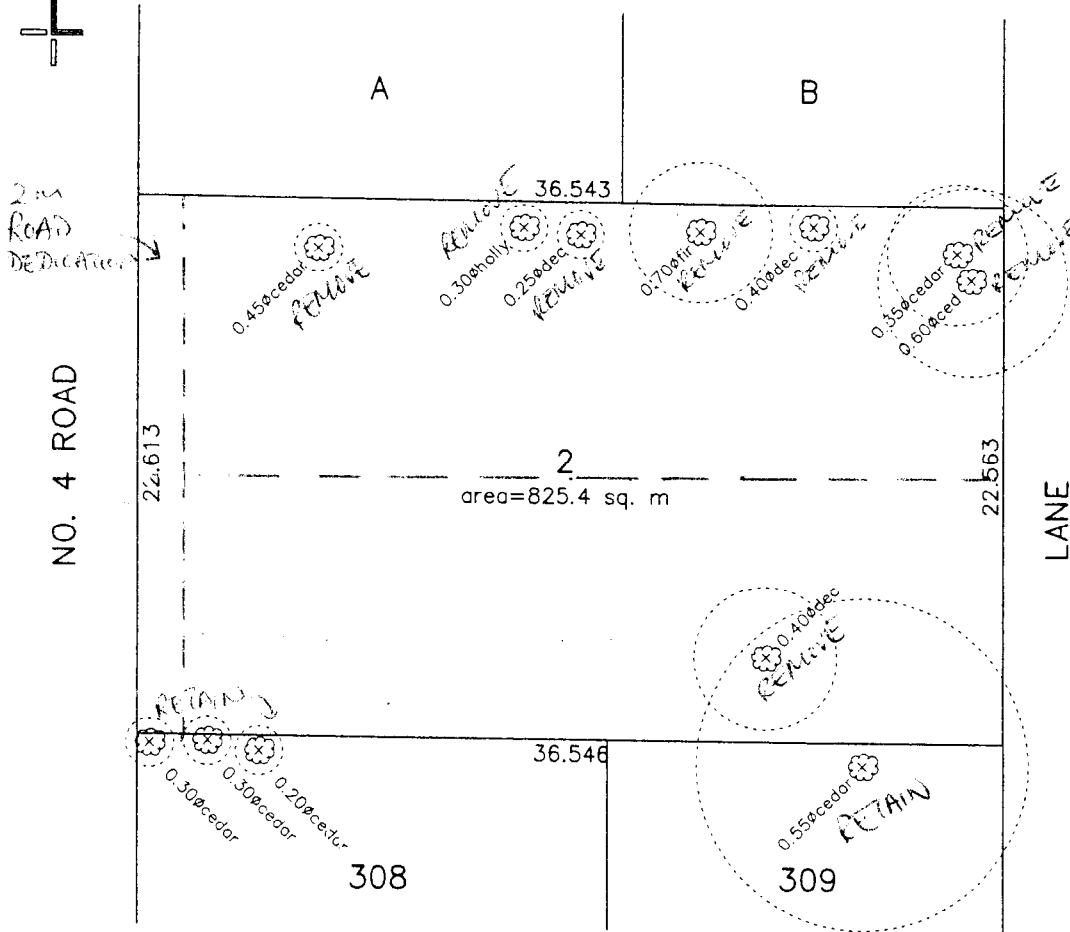 A
B
2m
ROAD
DEDICATION
REMOVE
36.543
0.45øcedar
REMOVE
0.30øholly
0.25ødec
REMOVE
0.70øfir
REMOVE
0.40ødec
REMOVE
0.35øcedar
REMOVE
0.60øced
REMOVE
NO. 4 ROAD
22.613
2
area=825.4 sq. m
22.563
LANE
0.40ødec
REMOVE
RETAIN
36.546
0.30øcedar
0.30øcedar
0.20øcedar
0.55øcedar
RETAIN
308
309